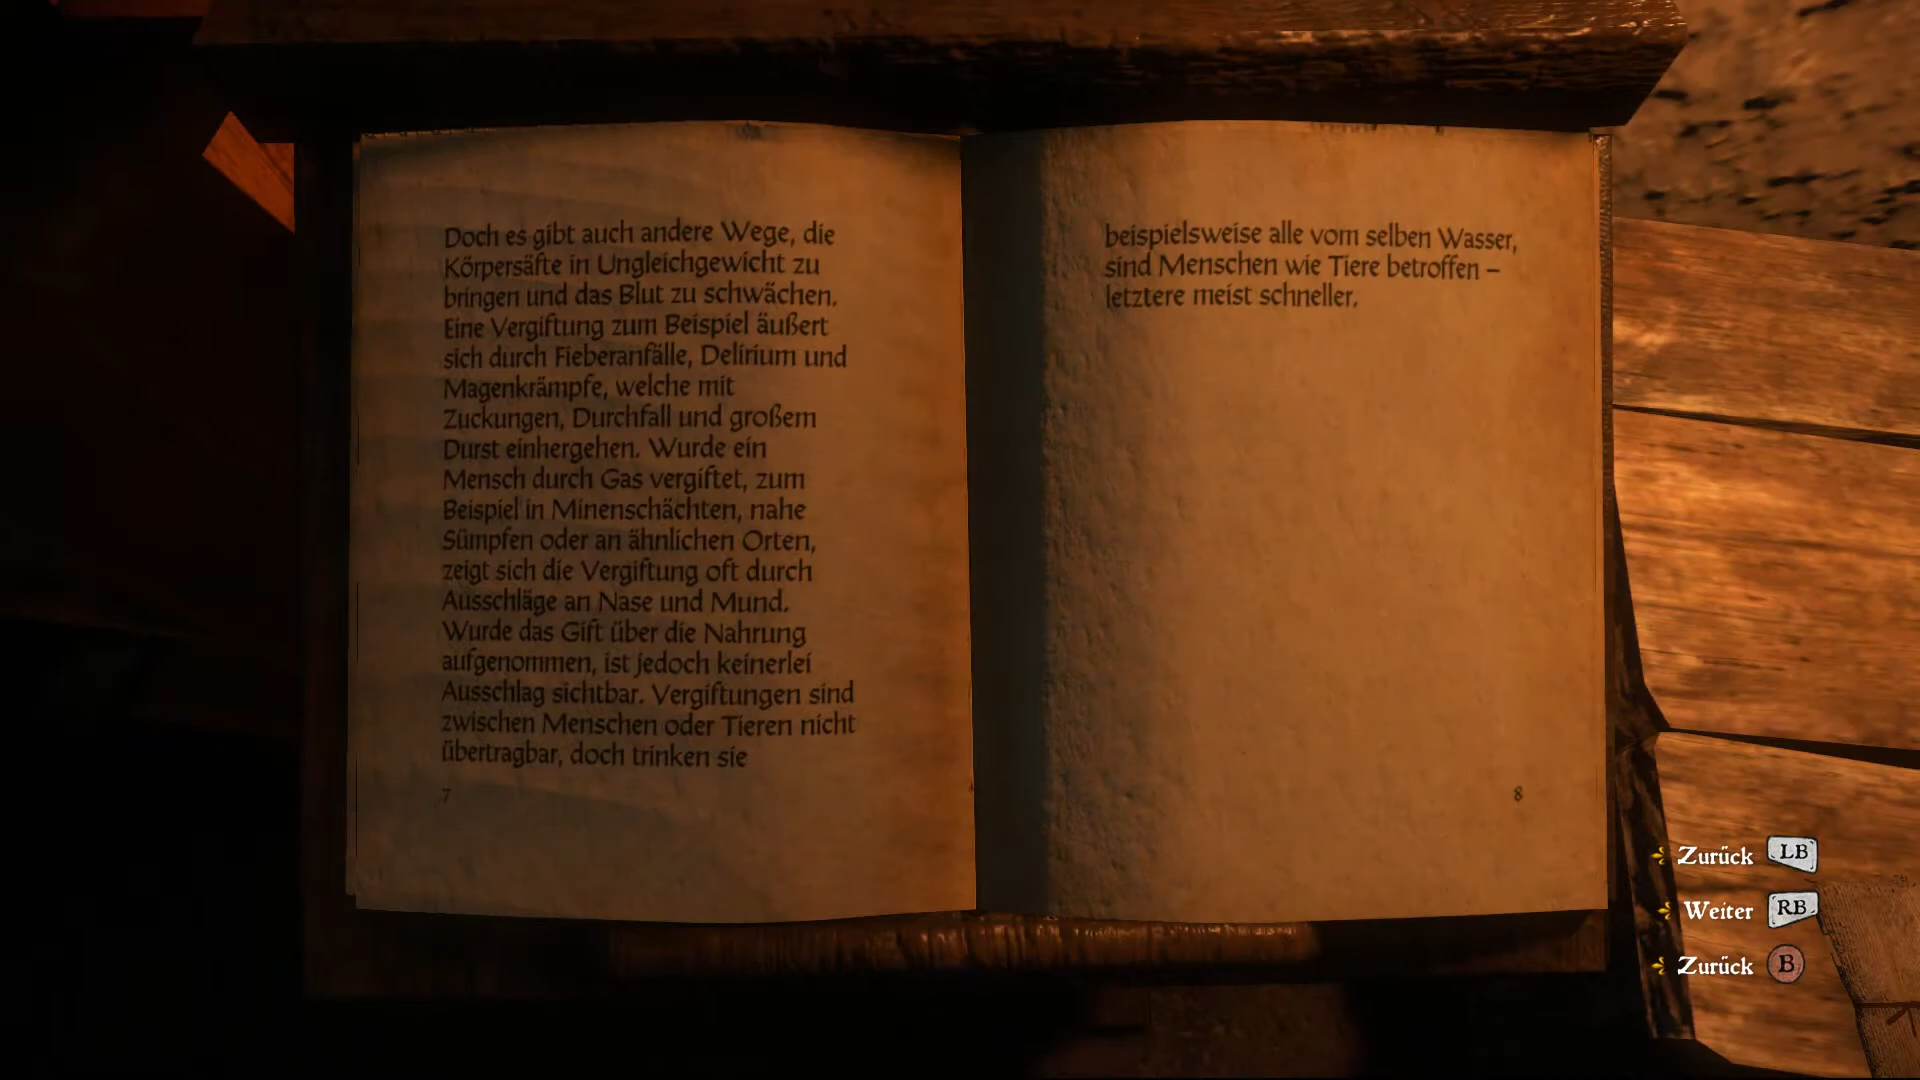 Doch es gibt auch andere Wege, die
Körpersäfte in Ungleichgewicht zu
bringen und das Blut zu schwächen.
Eine Vergiftung zum Beispiel äußert
sich durch Fieberanfälle, Delirium und
Magenkrämpfe, welche mit
Zuckungen, Durchfall und großem
Durst einhergehen. Wurde ein
Mensch durch Gas vergiftet, zum
Beispiel in Minenschächten, nahe
Sümpfen oder an ähnlichen Orten,
zeigt sich die Vergiftung oft durch
Ausschläge an Nase und Mund.
Wurde das Gift über die Nahrung
aufgenommen, ist jedoch keinerlei
Ausschlag sichtbar. Vergiftungen sind
zwischen Menschen oder Tieren nicht
übertragbar, doch trinken sie
7
beispielsweise alle vom selben Wasser,
sind Menschen wie Tiere betroffen –
letztere meist schneller.
8
Zurück LB
Weiter RB
Zurück B